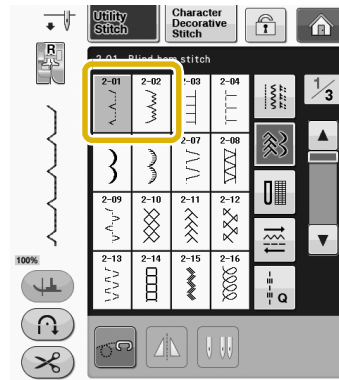 Utility Stitch
Character Decorative Stitch
R
2-01 Blind hem stitch
1/3
2-01 2-02 2-03 2-04
2-07 2-08
2-09 2-10 2-11 2-12
2-13 2-14 2-15 2-16
100%
Q